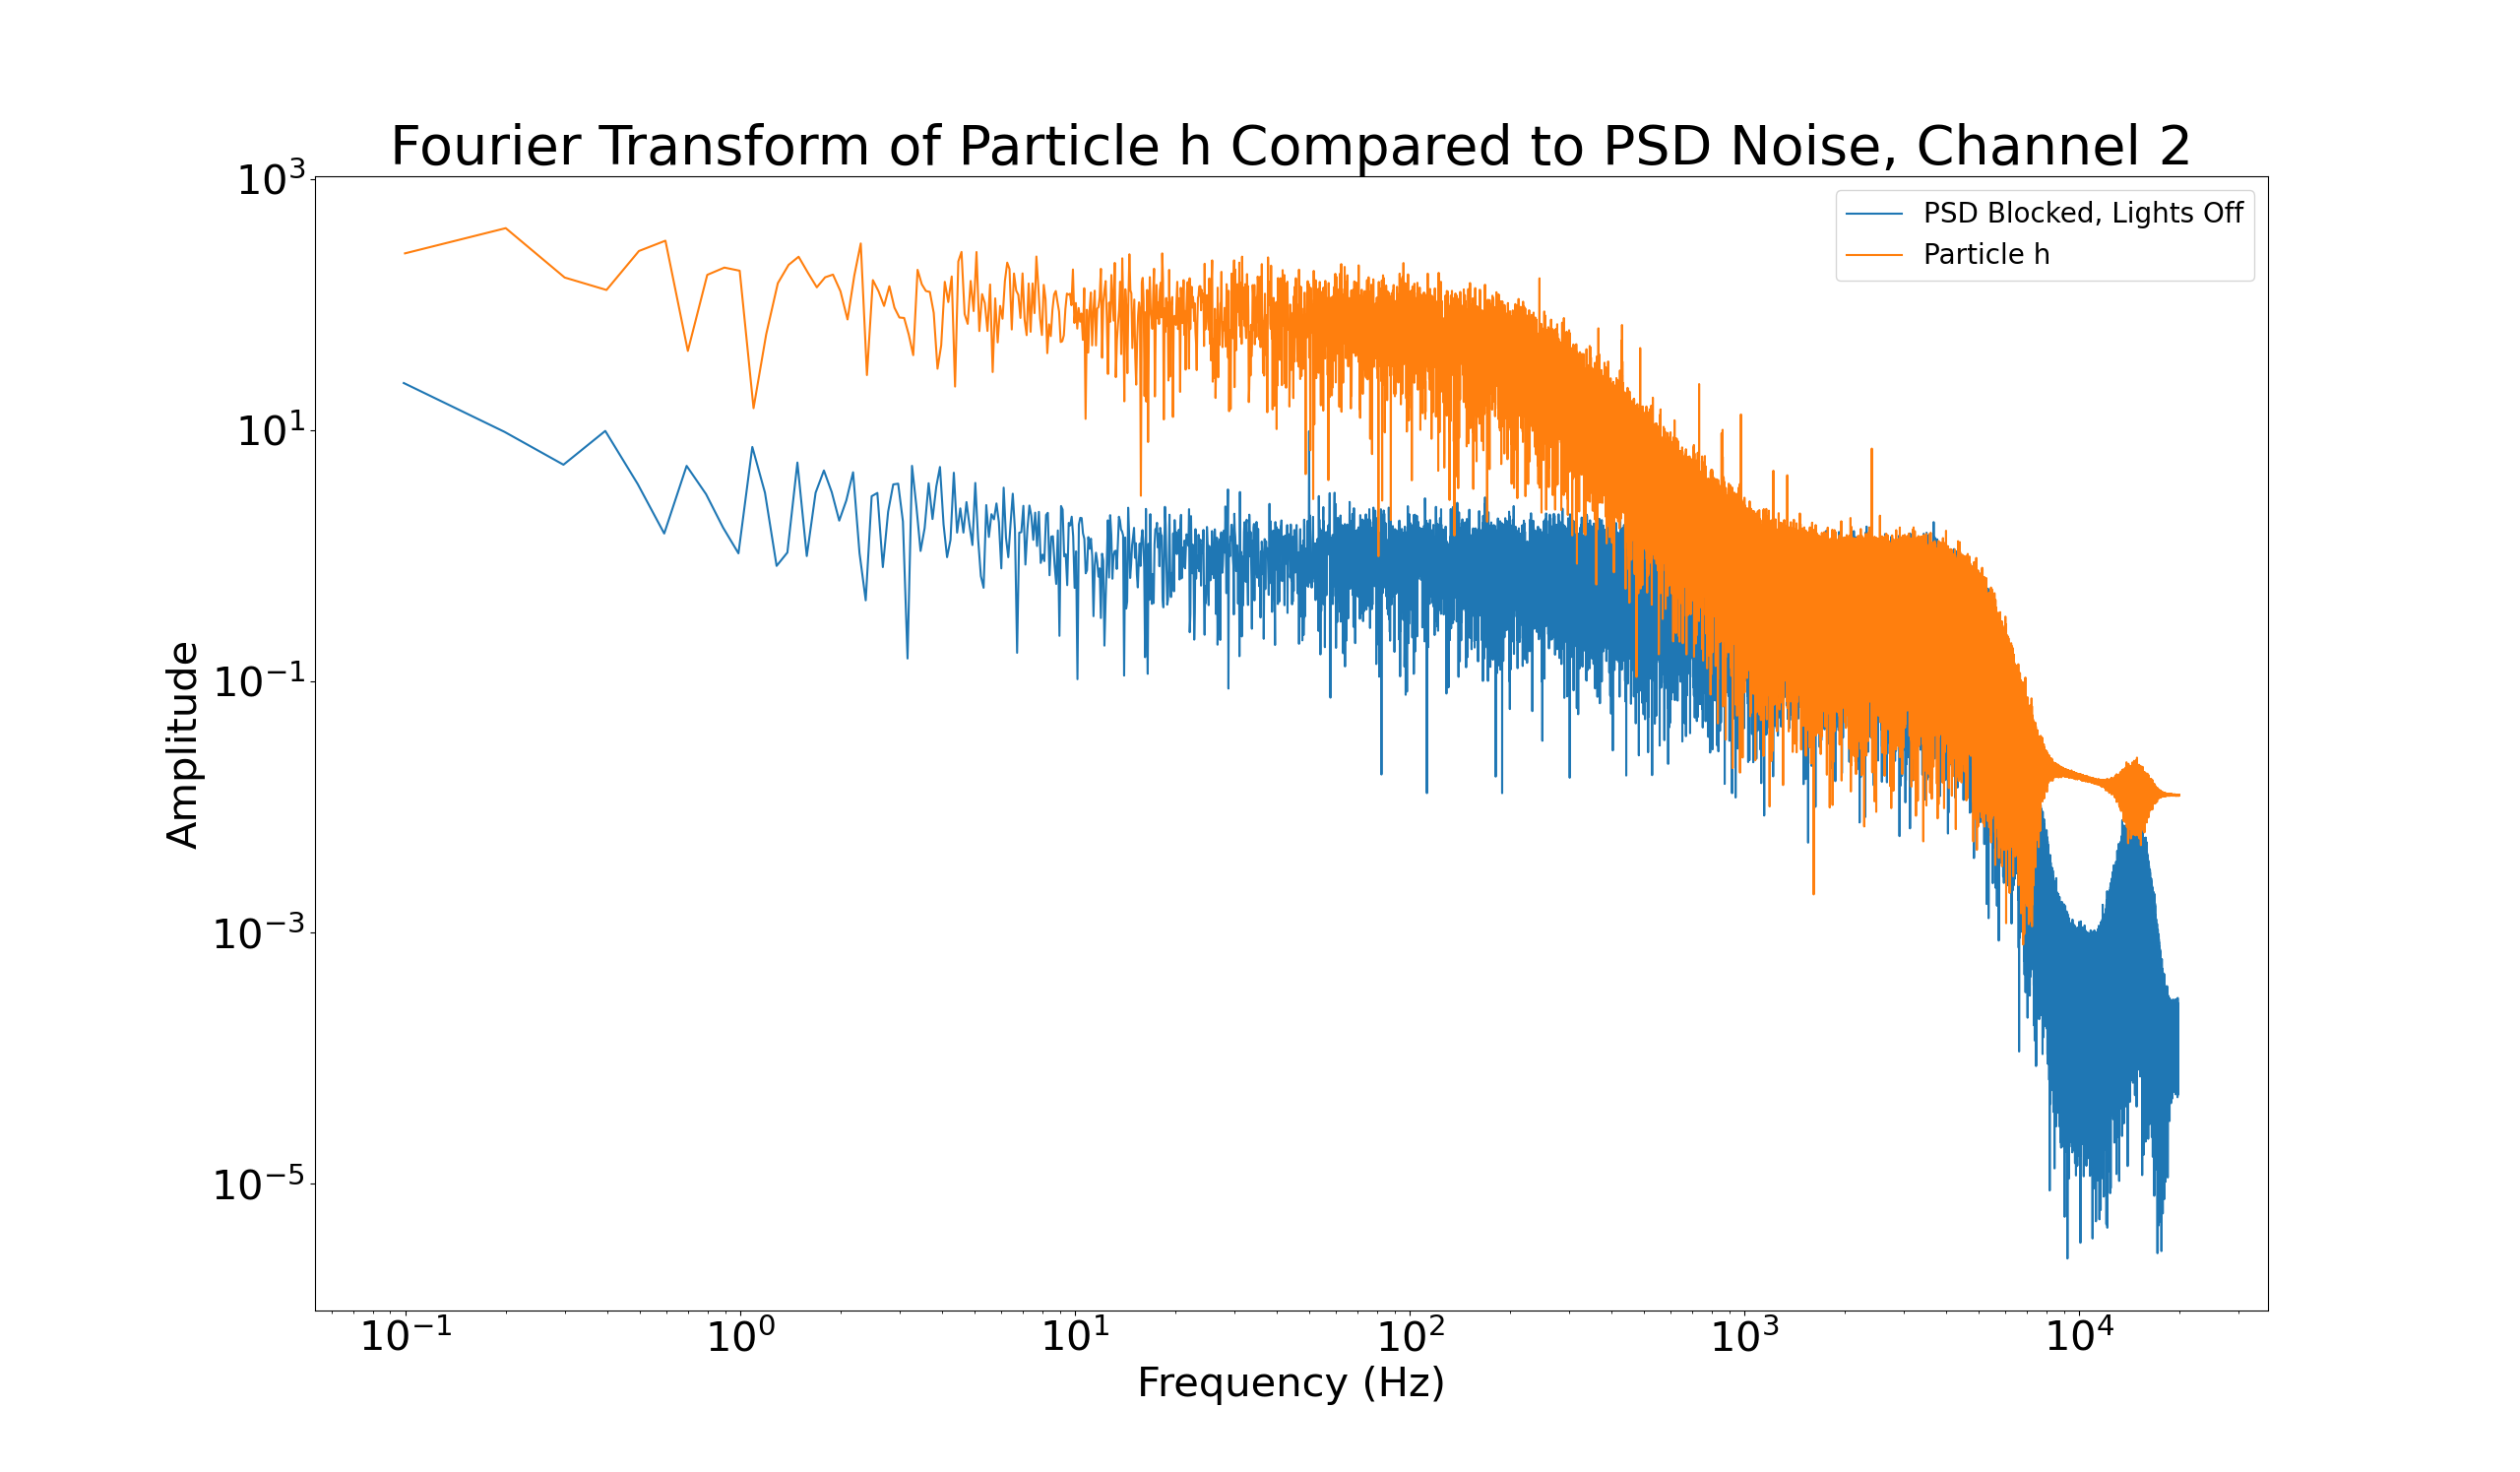 Fourier Transform of Particle h Compared to PSD Noise, Channel 2
PSD Blocked, Lights Off
Particle h
Amplitude
10³
10¹
10⁻¹
10⁻³
10⁻⁵
10⁻¹ 10⁰ 10¹ 10² 10³ 10⁴
Frequency (Hz)